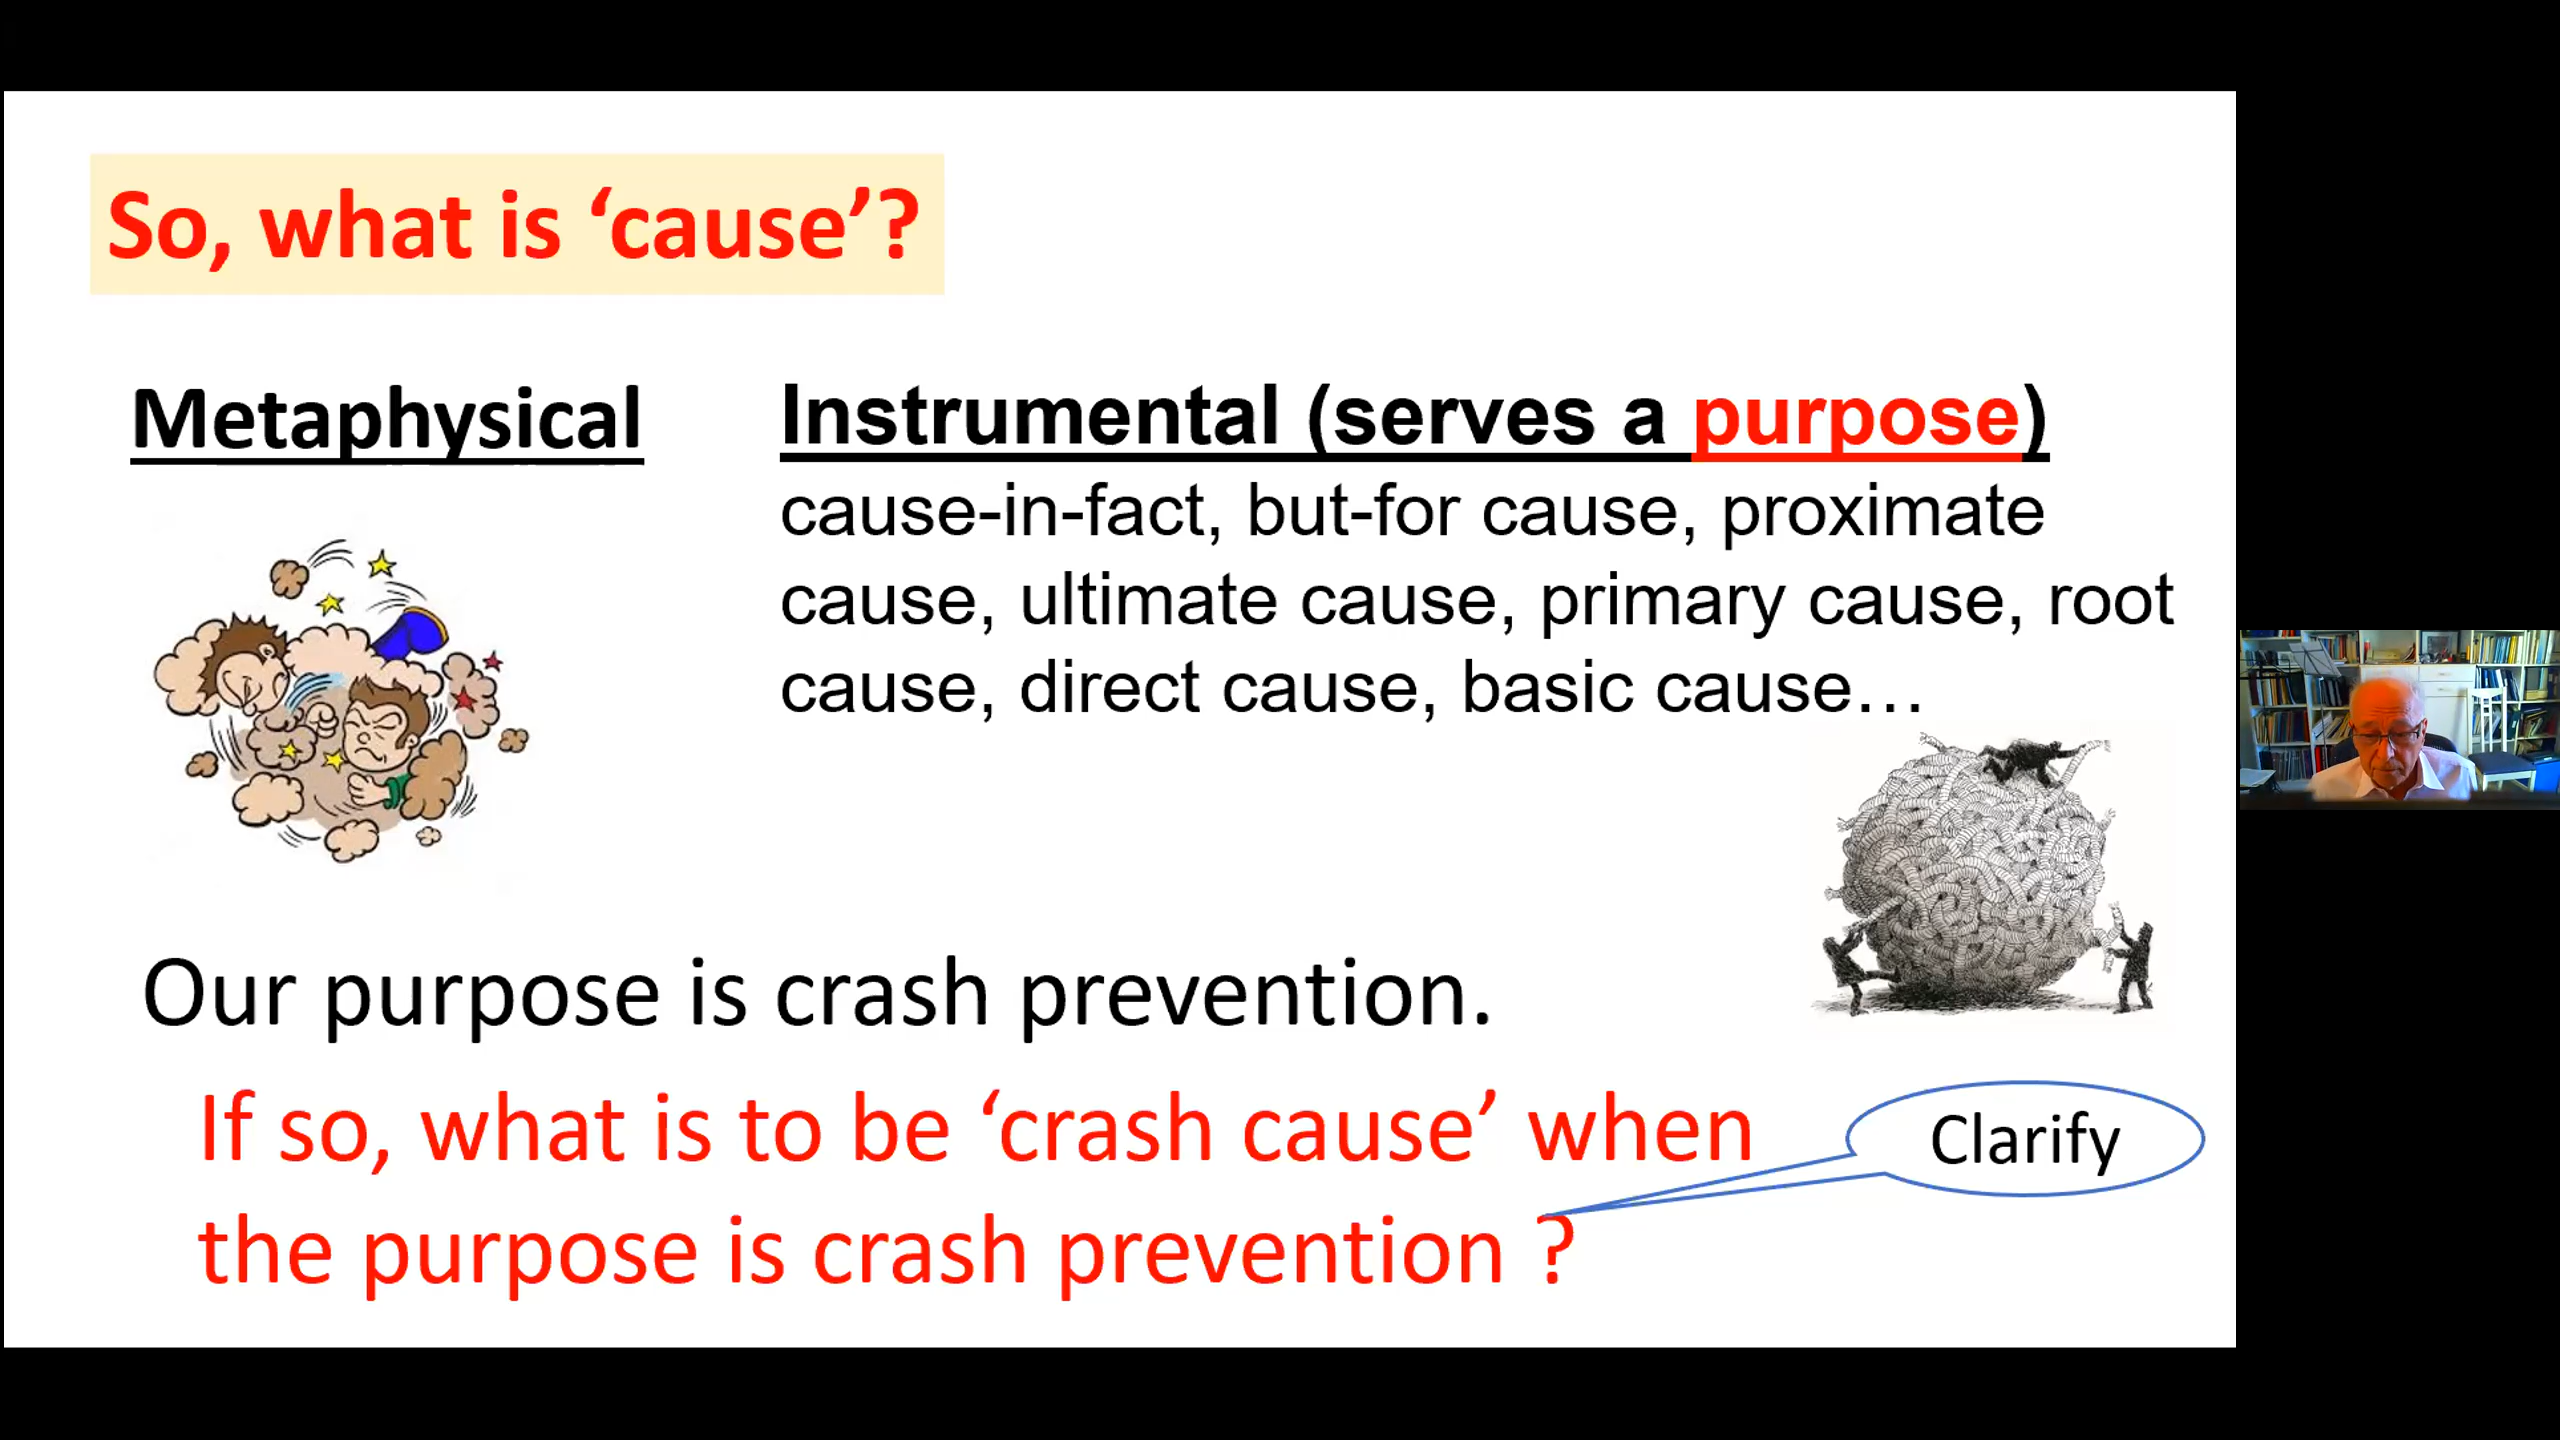 So, what is ‘cause’?
Metaphysical
Instrumental (serves a purpose)
cause-in-fact, but-for cause, proximate
cause, ultimate cause, primary cause, root
cause, direct cause, basic cause…
Our purpose is crash prevention.
If so, what is to be ‘crash cause’ when
the purpose is crash prevention ?
Clarify